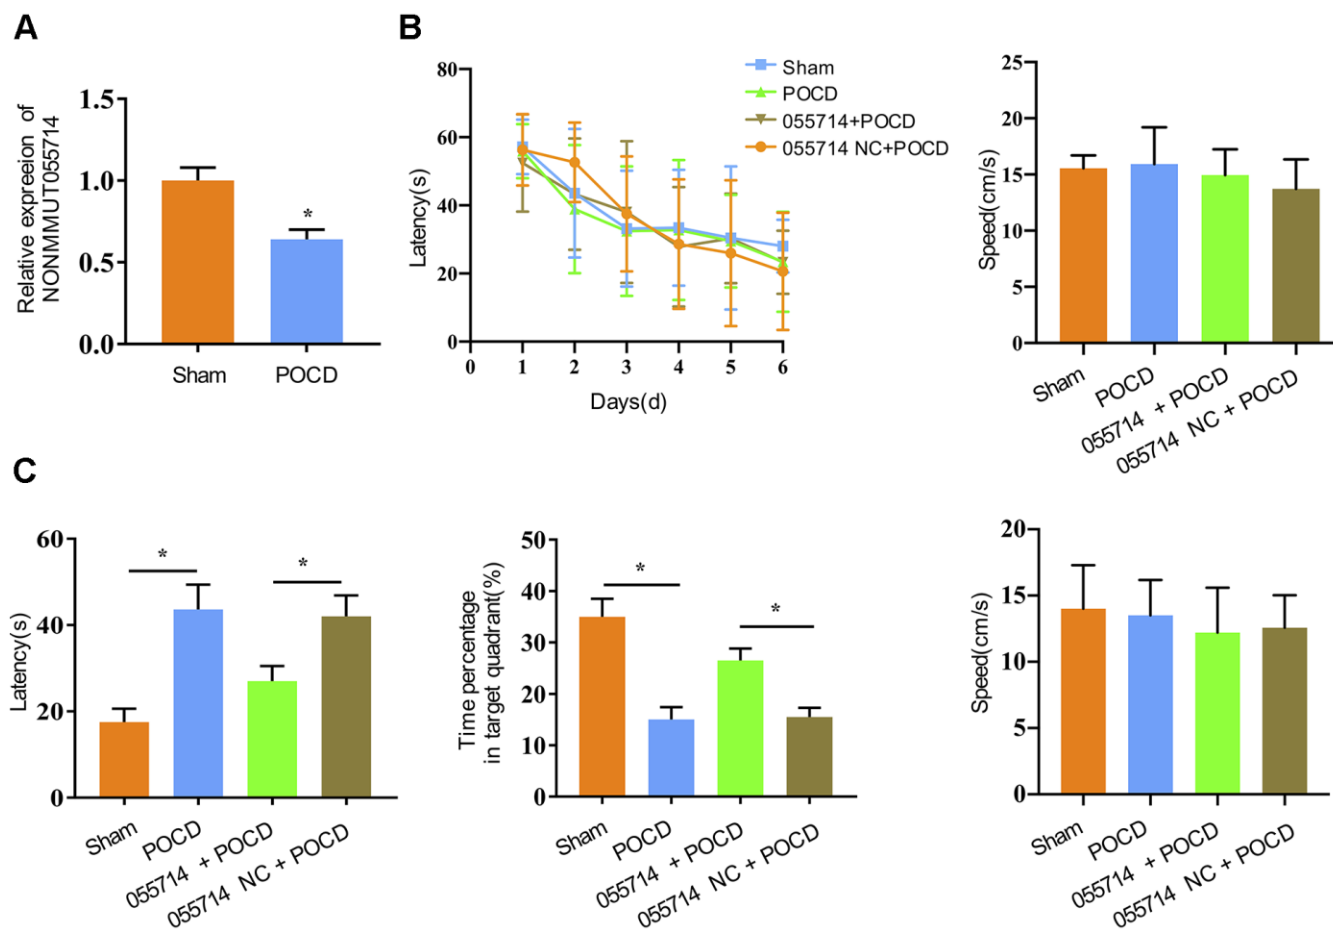 A
Relative expreeion of
NONMMUT055714
1.5
1.0
0.5
0.0
*
Sham
POCD
B
Latency(s)
80
60
40
20
0
0
1
2
3
4
5
6
Days(d)
Sham
POCD
055714+POCD
055714 NC+POCD
Speed(cm/s)
25
20
15
10
5
0
Sham
POCD
055714 + POCD
055714 NC + POCD
C
Latency(s)
60
40
20
0
*
*
Sham
POCD
055714 + POCD
055714 NC + POCD
Time percentage
in target quadrant(%)
50
40
30
20
10
0
*
*
Sham
POCD
055714 + POCD
055714 NC + POCD
Speed(cm/s)
20
15
10
5
0
Sham
POCD
055714 + POCD
055714 NC + POCD